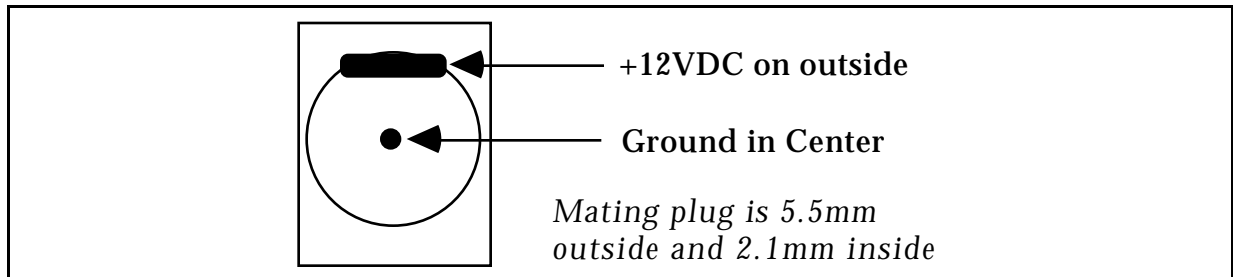 +12VDC on outside
Ground in Center
Mating plug is 5.5mm
outside and 2.1mm inside